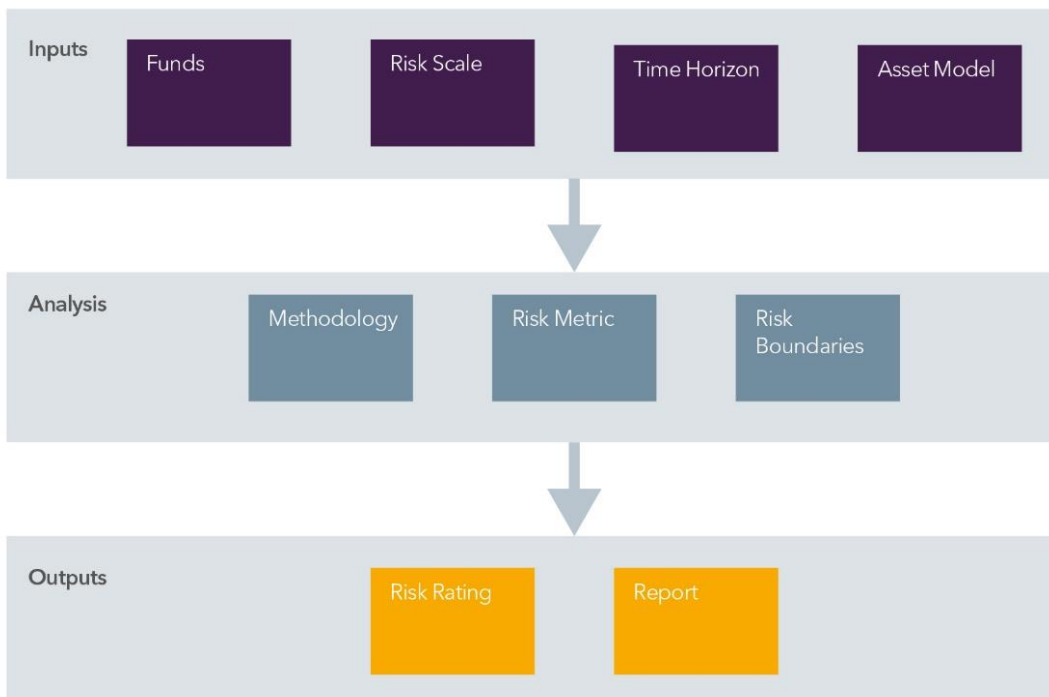 Inputs
Funds
Risk Scale
Time Horizon
Asset Model
Analysis
Methodology
Risk Metric
Risk
Boundaries
Outputs
Risk Rating
Report